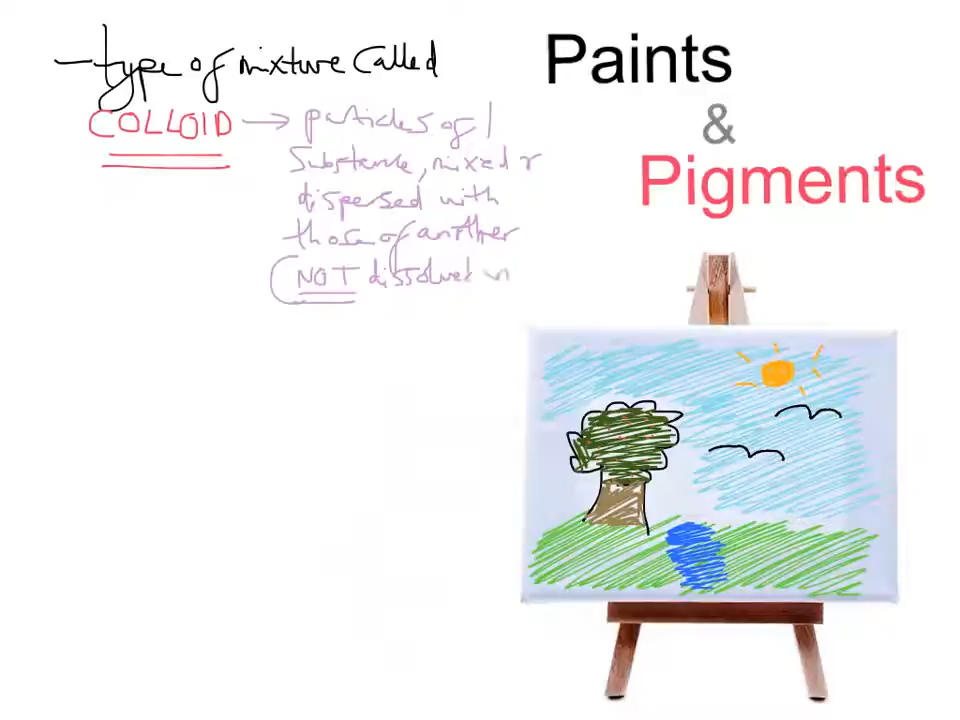 - type of mixture called
COLLOID → particles of 1
substance, mixed &
dispersed with
those of another
(NOT dissolved
Paints
&
Pigments